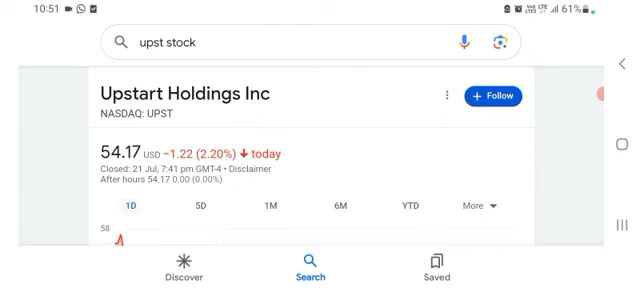 10:51 61%
upst stock
Upstart Holdings Inc
Follow
NASDAQ: UPST
54.17 USD −1.22 (2.20%) today
Closed: 21 Jul, 7:41 pm GMT-4 • Disclaimer
After hours 54.17 0.00 (0.00%)
1D 5D 1M 6M YTD More
58
Discover Search Saved